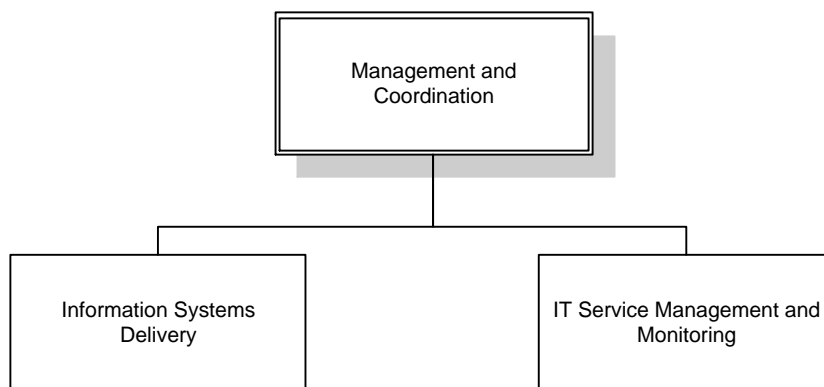 Management and
Coordination
Information Systems
Delivery
IT Service Management and
Monitoring